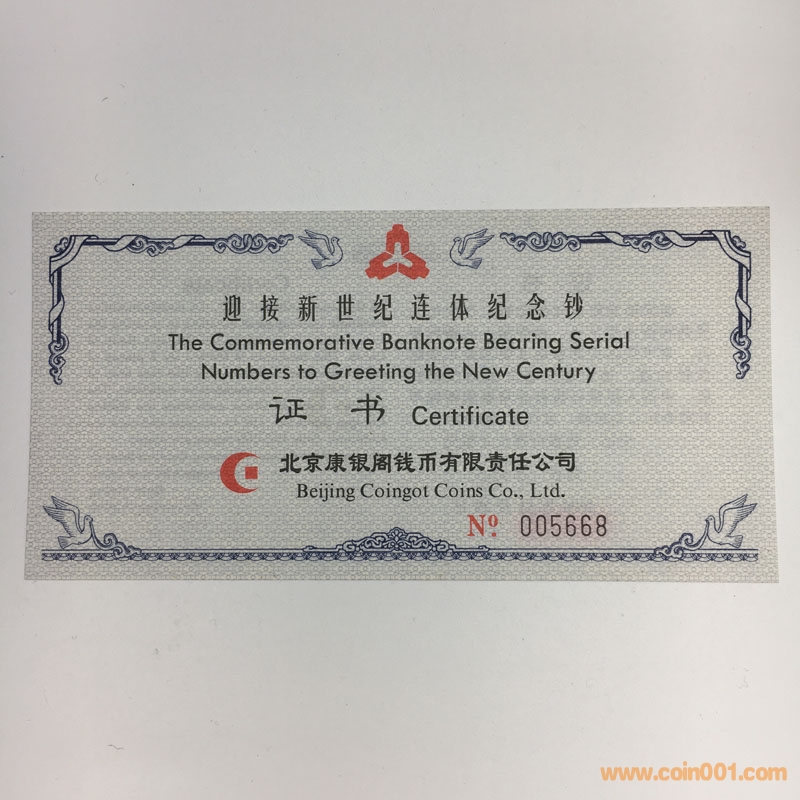 迎接新世纪连体纪念钞
The Commemorative Banknote Bearing Serial
Numbers to Greeting the New Century
证 书 Certificate
北京康银阁钱币有限责任公司
Beijing Coingot Coins Co., Ltd.
Nº. 005668
www.coin001.com